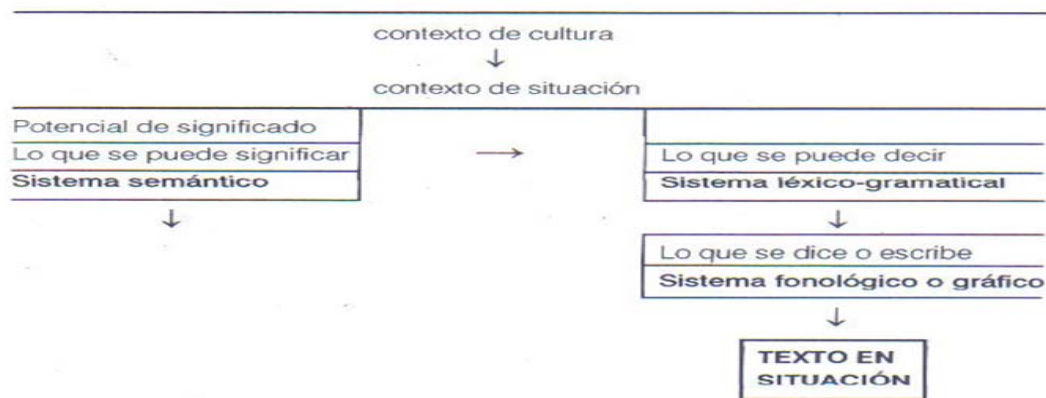 contexto de cultura
↓
contexto de situación
Potencial de significado
Lo que se puede significar
Sistema semántico
↓
→
Lo que se puede decir
Sistema léxico-gramatical
↓
Lo que se dice o escribe
Sistema fonológico o gráfico
↓
TEXTO EN
SITUACIÓN